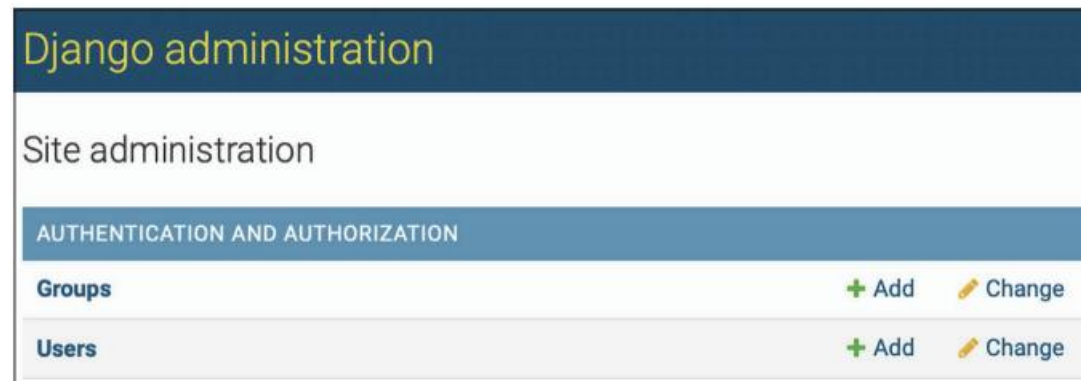 Django administration
Site administration
AUTHENTICATION AND AUTHORIZATION
Groups Add Change
Users Add Change